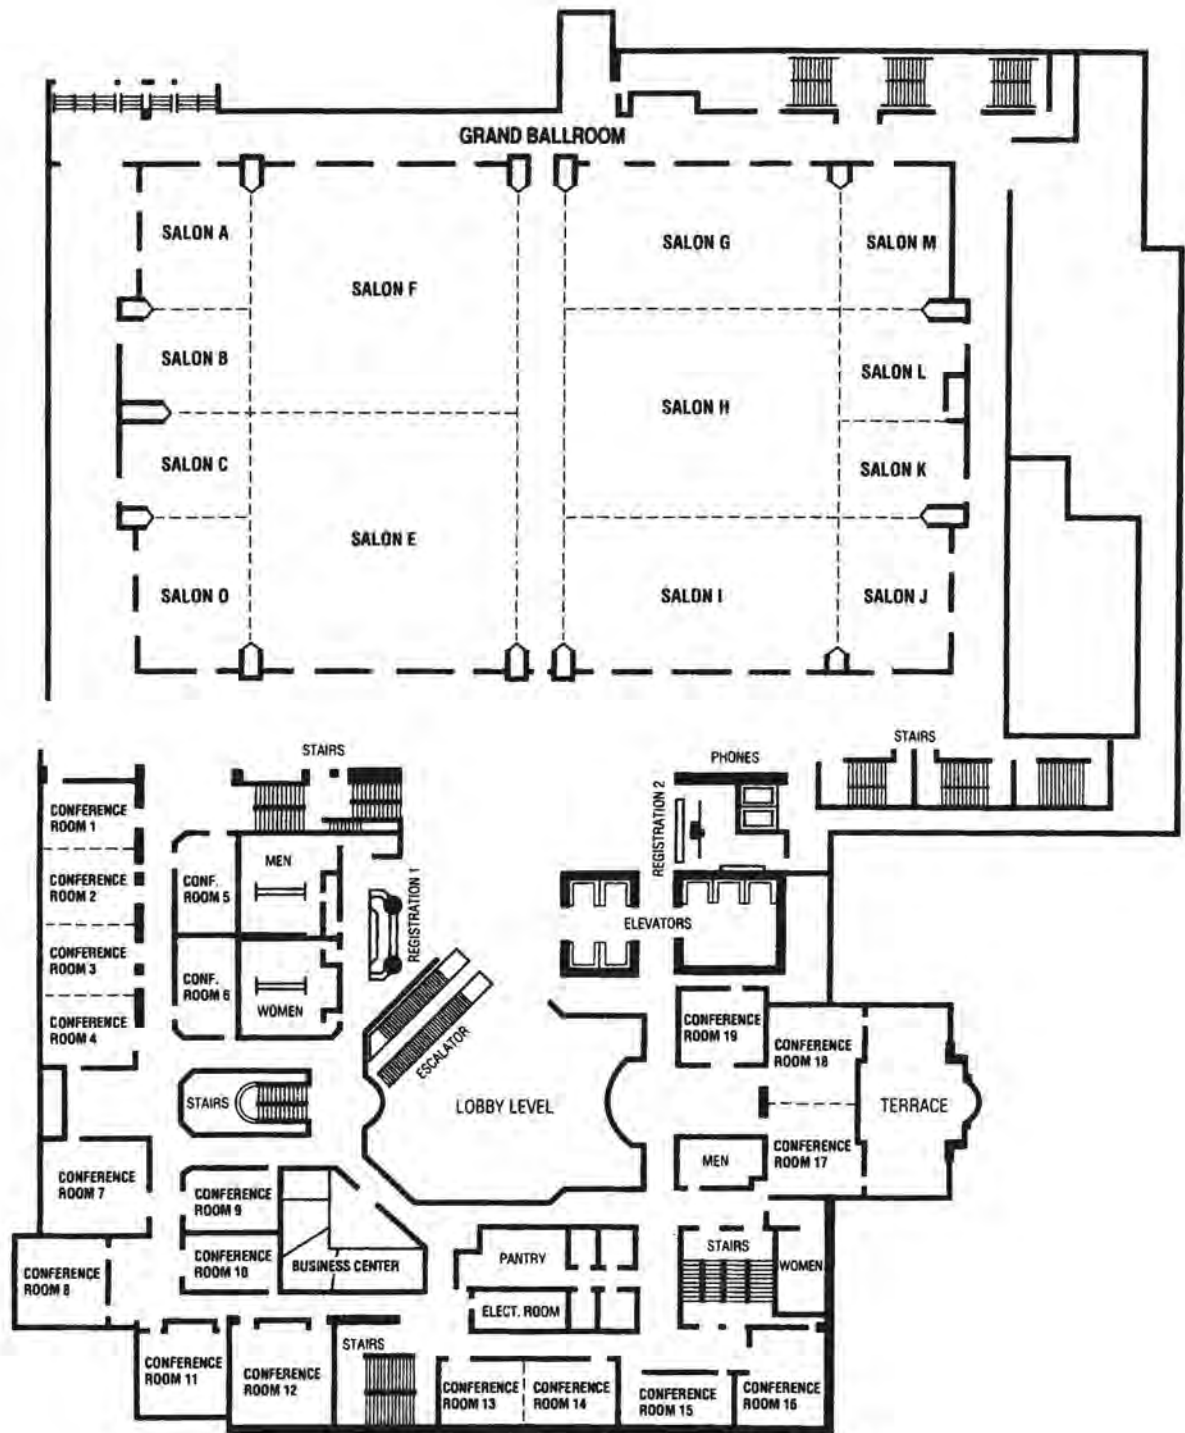 GRAND BALLROOM
SALON A
SALON G
SALON M
SALON F
SALON B
SALON L
SALON H
SALON C
SALON K
SALON E
SALON O
SALON I
SALON J
STAIRS
STAIRS
PHONES
REGISTRATION 2
CONFERENCE
ROOM 1
MEN
CONF.
ROOM 5
CONFERENCE
ROOM 2
REGISTRATION 1
ELEVATORS
CONFERENCE
ROOM 3
CONF.
ROOM 6
WOMEN
CONFERENCE
ROOM 4
CONFERENCE
ROOM 19
ESCALATOR
CONFERENCE
ROOM 18
STAIRS
LOBBY LEVEL
TERRACE
MEN
CONFERENCE
ROOM 17
CONFERENCE
ROOM 7
CONFERENCE
ROOM 9
STAIRS
CONFERENCE
ROOM 10
BUSINESS CENTER
PANTRY
WOMEN
CONFERENCE
ROOM 8
ELECT. ROOM
STAIRS
CONFERENCE
ROOM 11
CONFERENCE
ROOM 12
CONFERENCE
ROOM 13
CONFERENCE
ROOM 14
CONFERENCE
ROOM 15
CONFERENCE
ROOM 16